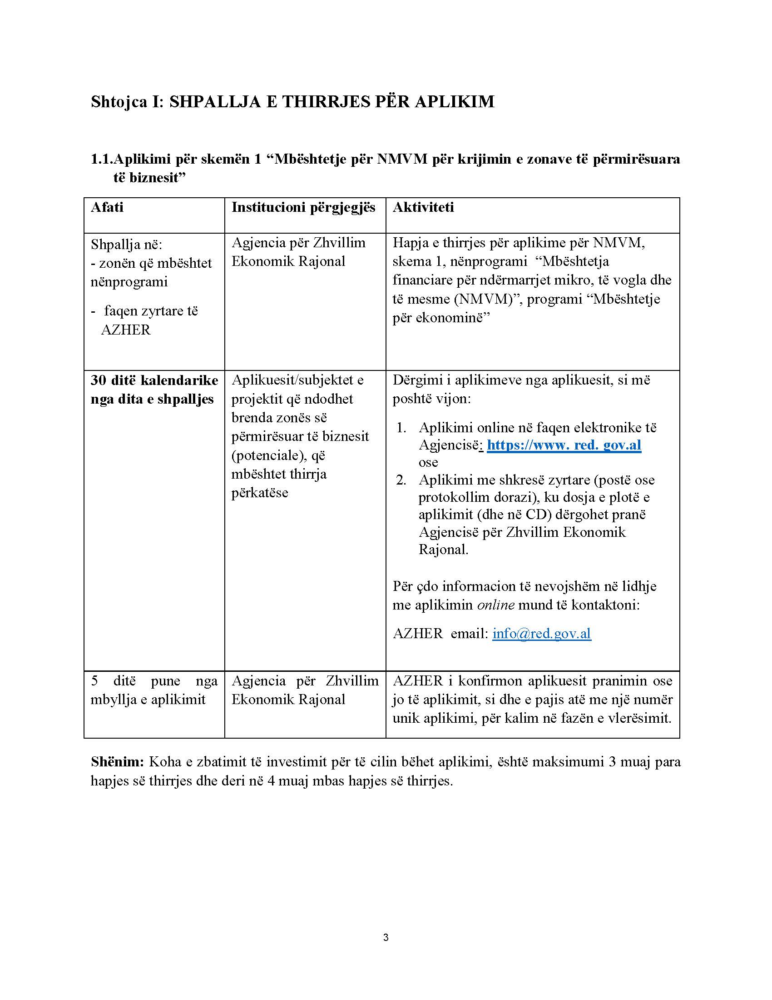 Shtojca I: SHPALLJA E THIRRJES PËR APLIKIM
1.1.Aplikimi për skemën 1 “Mbështetje për NMVM për krijimin e zonave të përmirësuara
të biznesit”
Afati
Institucioni përgjegjës
Aktiviteti
Shpallja në:
- zonën që mbështet
nënprogrami
- faqen zyrtare të
AZHER
Agjencia për Zhvillim
Ekonomik Rajonal
Hapja e thirrjes për aplikime për NMVM,
skema 1, nënprogrami “Mbështetja
financiare për ndërmarrjet mikro, të vogla dhe
të mesme (NMVM)”, programi “Mbështetje
për ekonominë”
30 ditë kalendarike
nga dita e shpalljes
Aplikuesit/subjektet e
projektit që ndodhet
brenda zonës së
përmirësuar të biznesit
(potenciale), që
mbështet thirrja
përkatëse
Dërgimi i aplikimeve nga aplikuesit, si më
poshtë vijon:
1. Aplikimi online në faqen elektronike të
Agjencisë: https://www. red. gov.al
ose
2. Aplikimi me shkresë zyrtare (postë ose
protokollim dorazi), ku dosja e plotë e
aplikimit (dhe në CD) dërgohet pranë
Agjencisë për Zhvillim Ekonomik
Rajonal.
Për çdo informacion të nevojshëm në lidhje
me aplikimin online mund të kontaktoni:
AZHER email: info@red.gov.al
5 ditë pune nga
mbyllja e aplikimit
Agjencia për Zhvillim
Ekonomik Rajonal
AZHER i konfirmon aplikuesit pranimin ose
jo të aplikimit, si dhe e pajis atë me një numër
unik aplikimi, për kalim në fazën e vlerësimit.
Shënim: Koha e zbatimit të investimit për të cilin bëhet aplikimi, është maksimumi 3 muaj para
hapjes së thirrjes dhe deri në 4 muaj mbas hapjes së thirrjes.
3